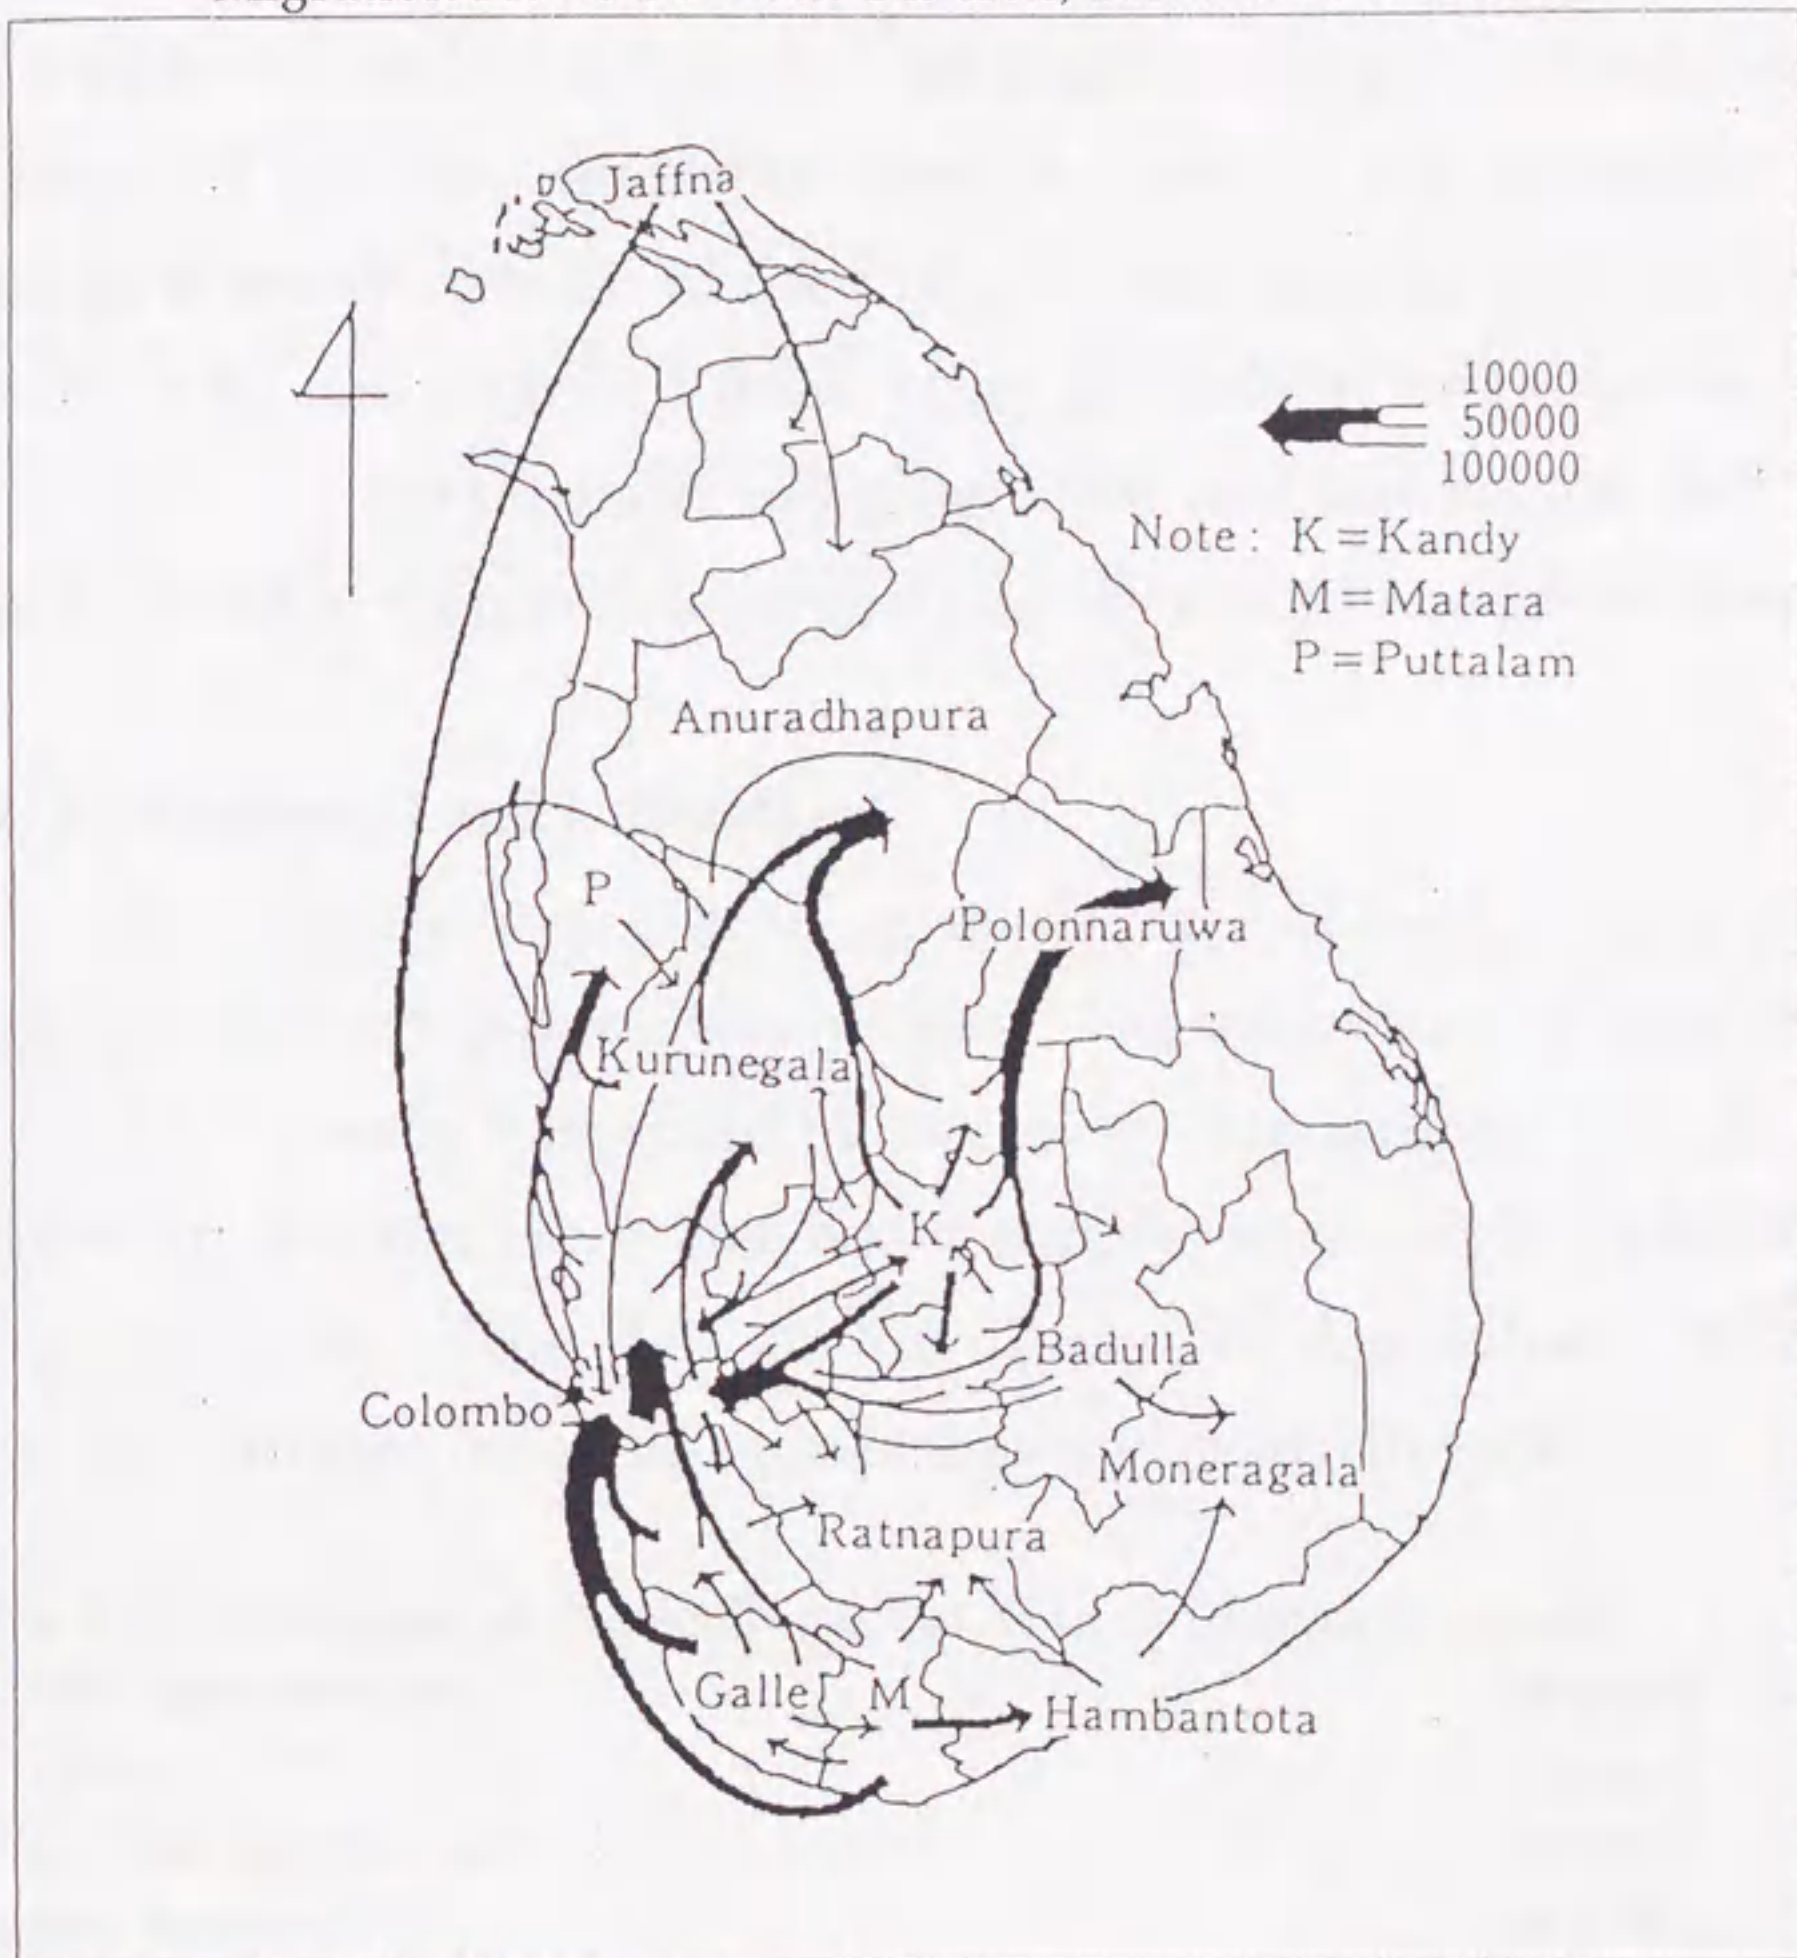 Jaffna
10000
50000
100000
Note: K=Kandy
M=Matara
P=Puttalam
Anuradhapura
P
Polonnaruwa
Kurunegala
K
Badulla
Colombo
Moneragala
Ratnapura
Galle
M
Hambantota